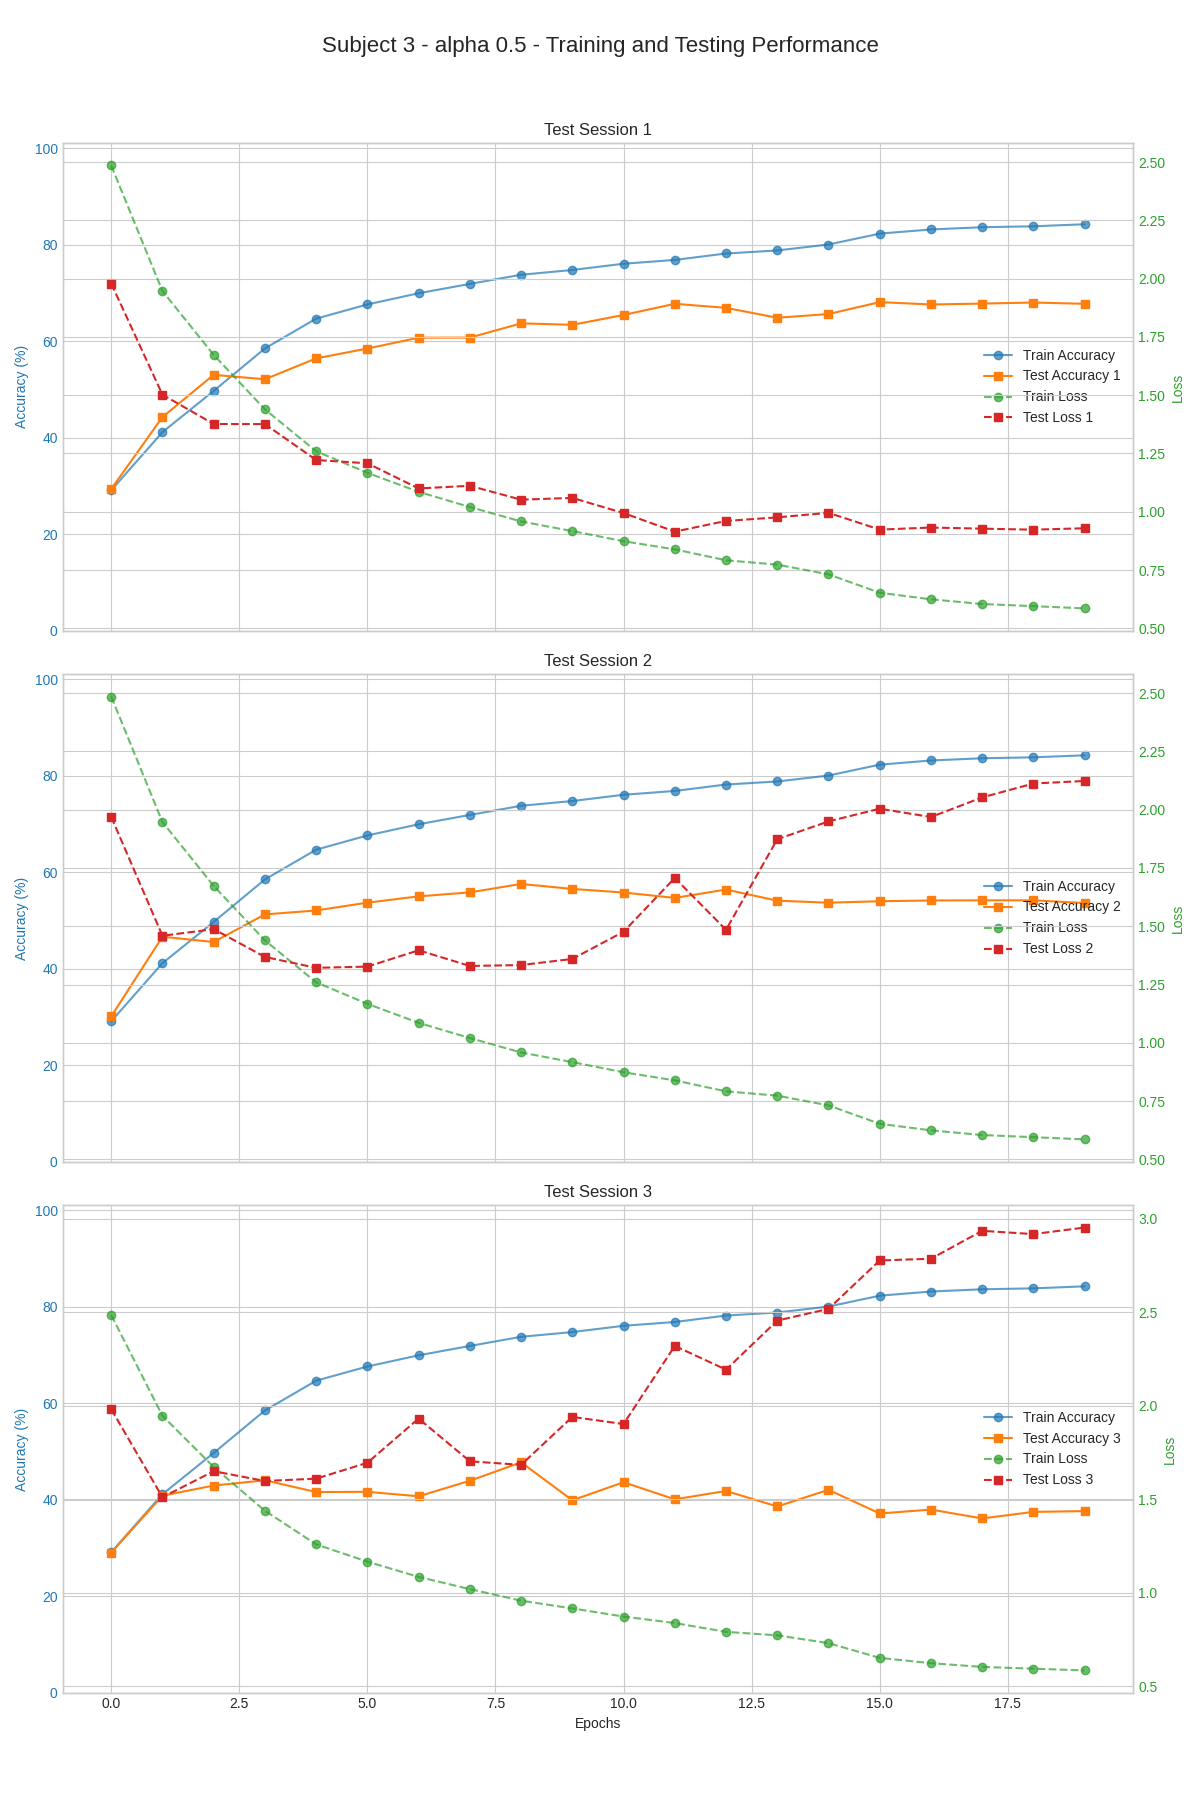 Subject 3 - alpha 0.5 - Training and Testing Performance
Test Session 1
100
80
60
40
20
0
Accuracy (%)
2.50
2.25
2.00
1.75
1.50
1.25
1.00
0.75
0.50
Loss
Train Accuracy
Test Accuracy 1
Train Loss
Test Loss 1
Test Session 2
100
80
60
40
20
0
Accuracy (%)
2.50
2.25
2.00
1.75
1.50
1.25
1.00
0.75
0.50
Loss
Train Accuracy
Test Accuracy 2
Train Loss
Test Loss 2
Test Session 3
100
80
60
40
20
0
Accuracy (%)
3.0
2.5
2.0
1.5
1.0
0.5
Loss
Train Accuracy
Test Accuracy 3
Train Loss
Test Loss 3
0.0 2.5 5.0 7.5 10.0 12.5 15.0 17.5
Epochs